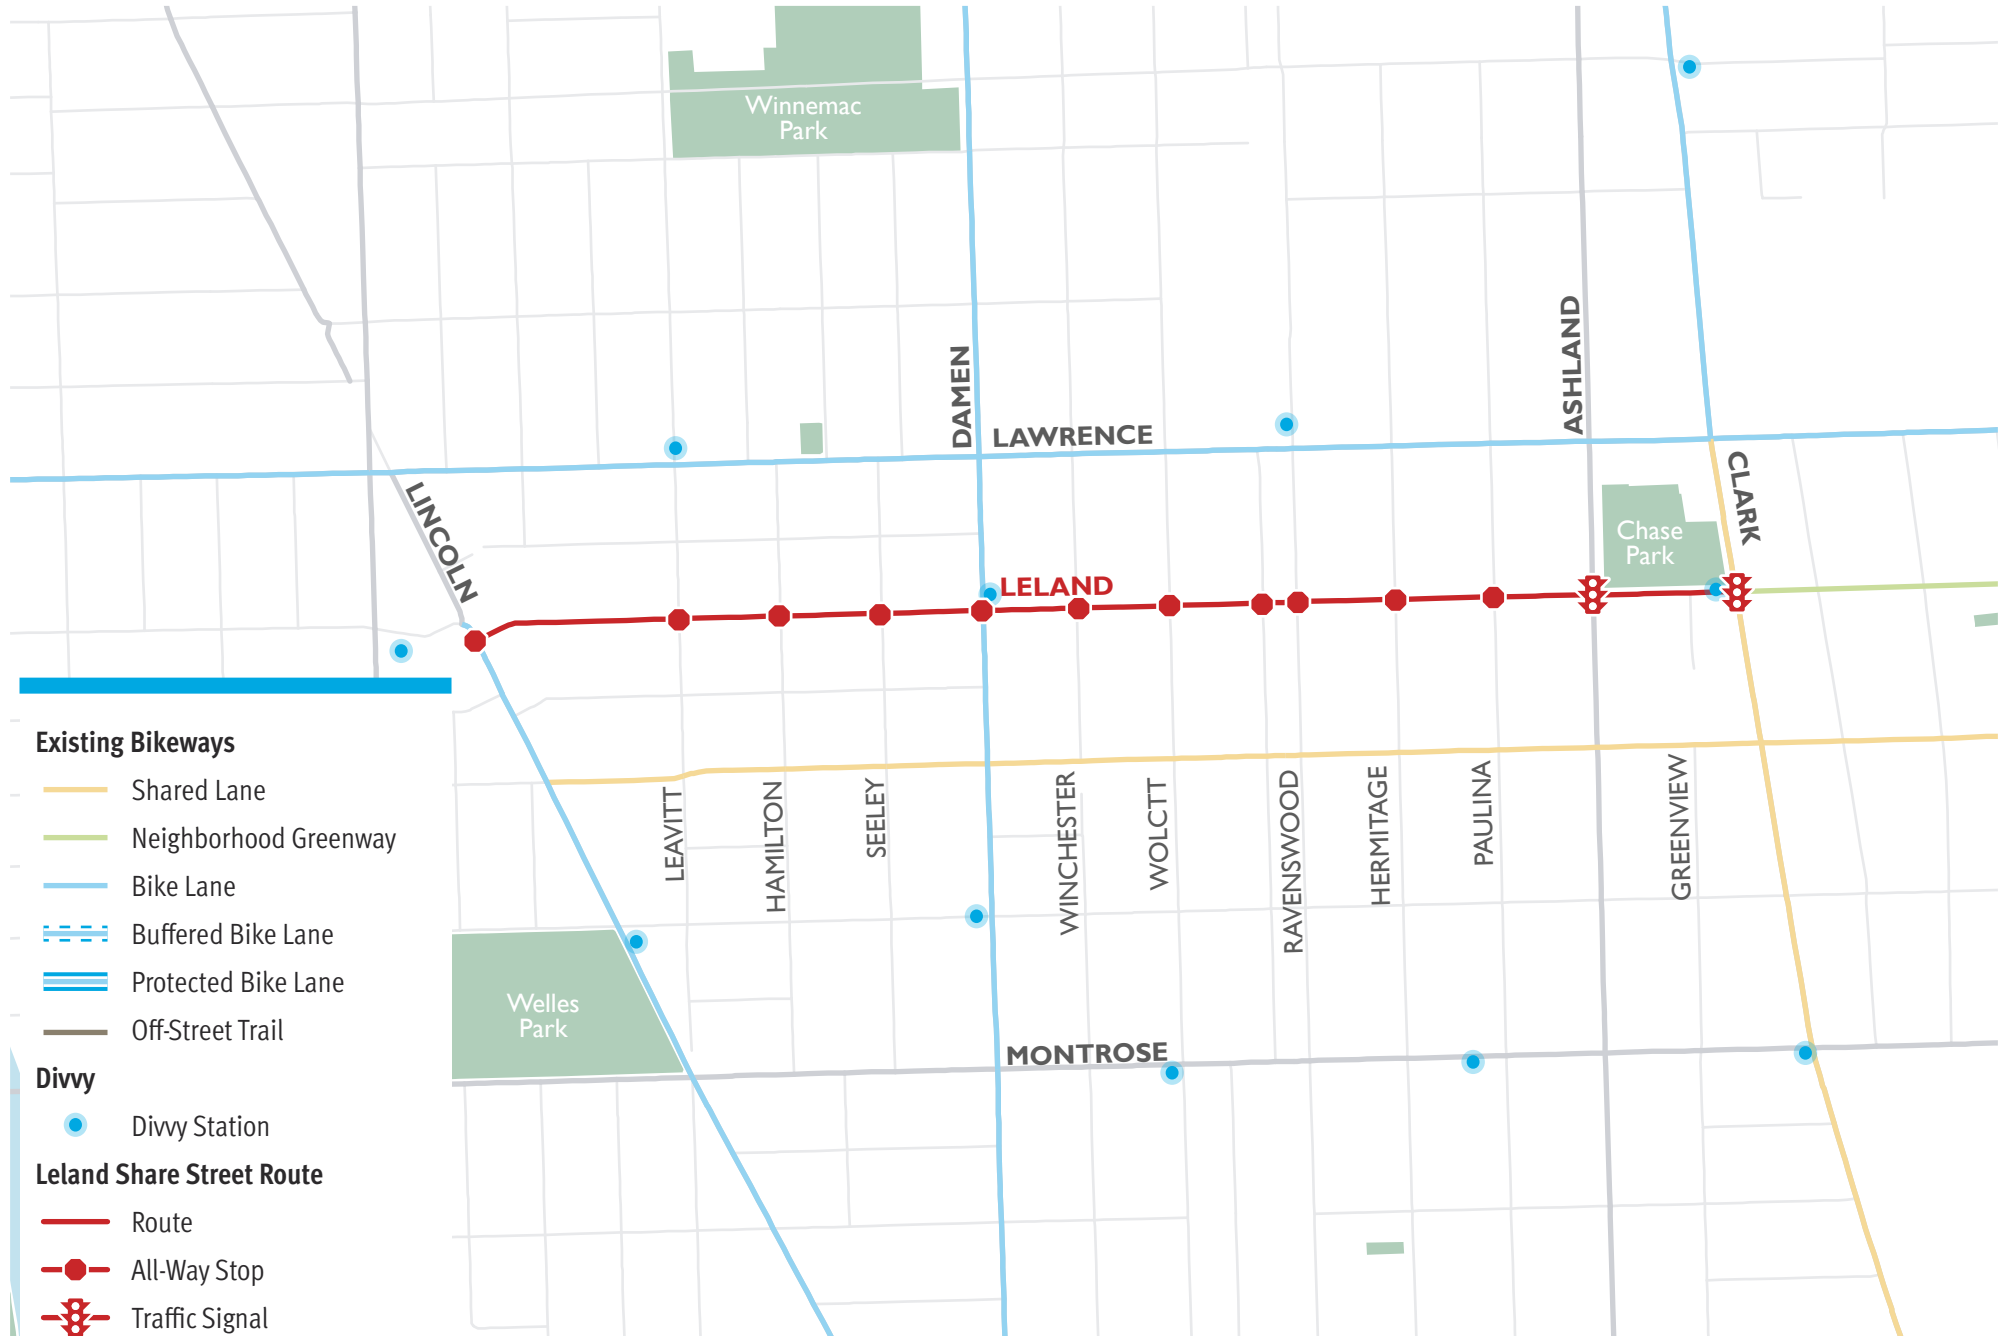 Winnemac
Park
DAMEN
LAWRENCE
ASHLAND
LINCOLN
CLARK
Chase
Park
LELAND
LEAVITT
HAMILTON
SEELEY
WINCHESTER
WOLCTT
RAVENSWOOD
HERMITAGE
PAULINA
GREENVIEW
Welles
Park
MONTROSE
Existing Bikeways
Shared Lane
Neighborhood Greenway
Bike Lane
Buffered Bike Lane
Protected Bike Lane
Off-Street Trail
Divvy
Divvy Station
Leland Share Street Route
Route
All-Way Stop
Traffic Signal